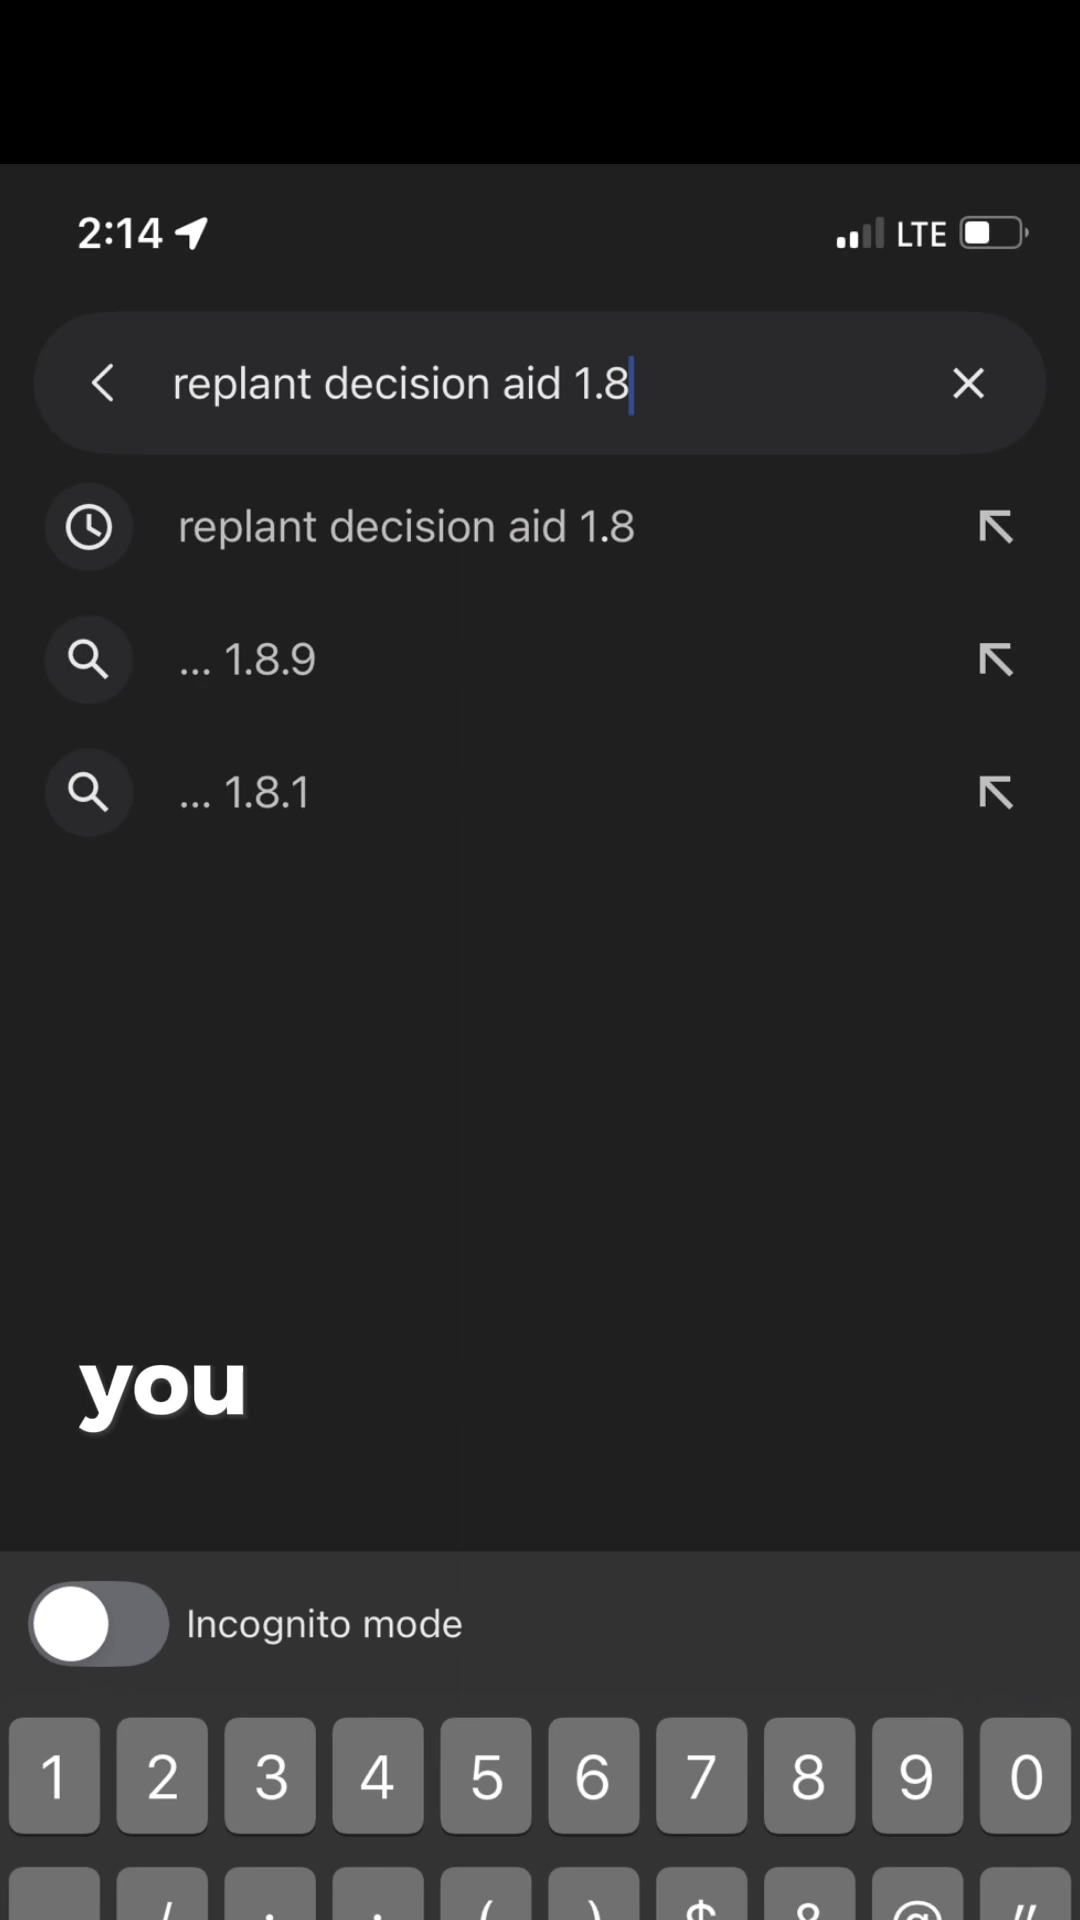 2:14 LTE
replant decision aid 1.8
replant decision aid 1.8
... 1.8.9
... 1.8.1
you
Incognito mode
1 2 3 4 5 6 7 8 9 0